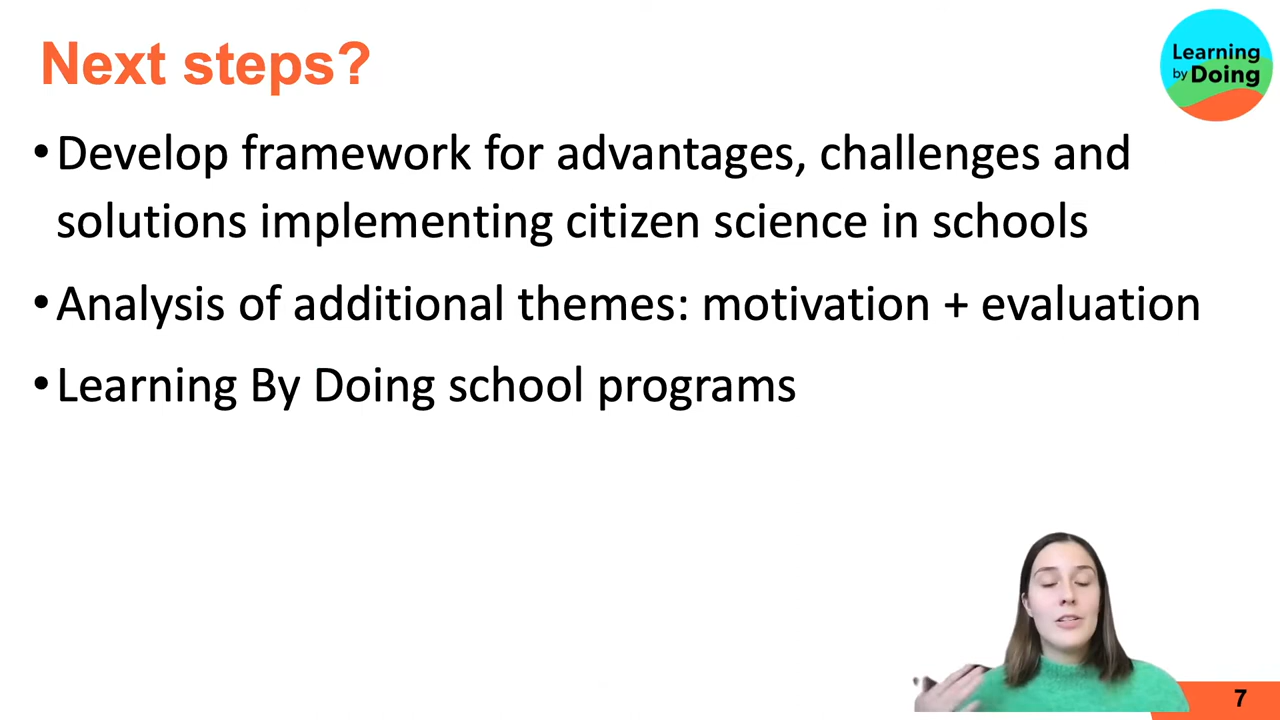 Next steps?
Learning
by Doing
•Develop framework for advantages, challenges and
solutions implementing citizen science in schools
•Analysis of additional themes: motivation + evaluation
•Learning By Doing school programs
7